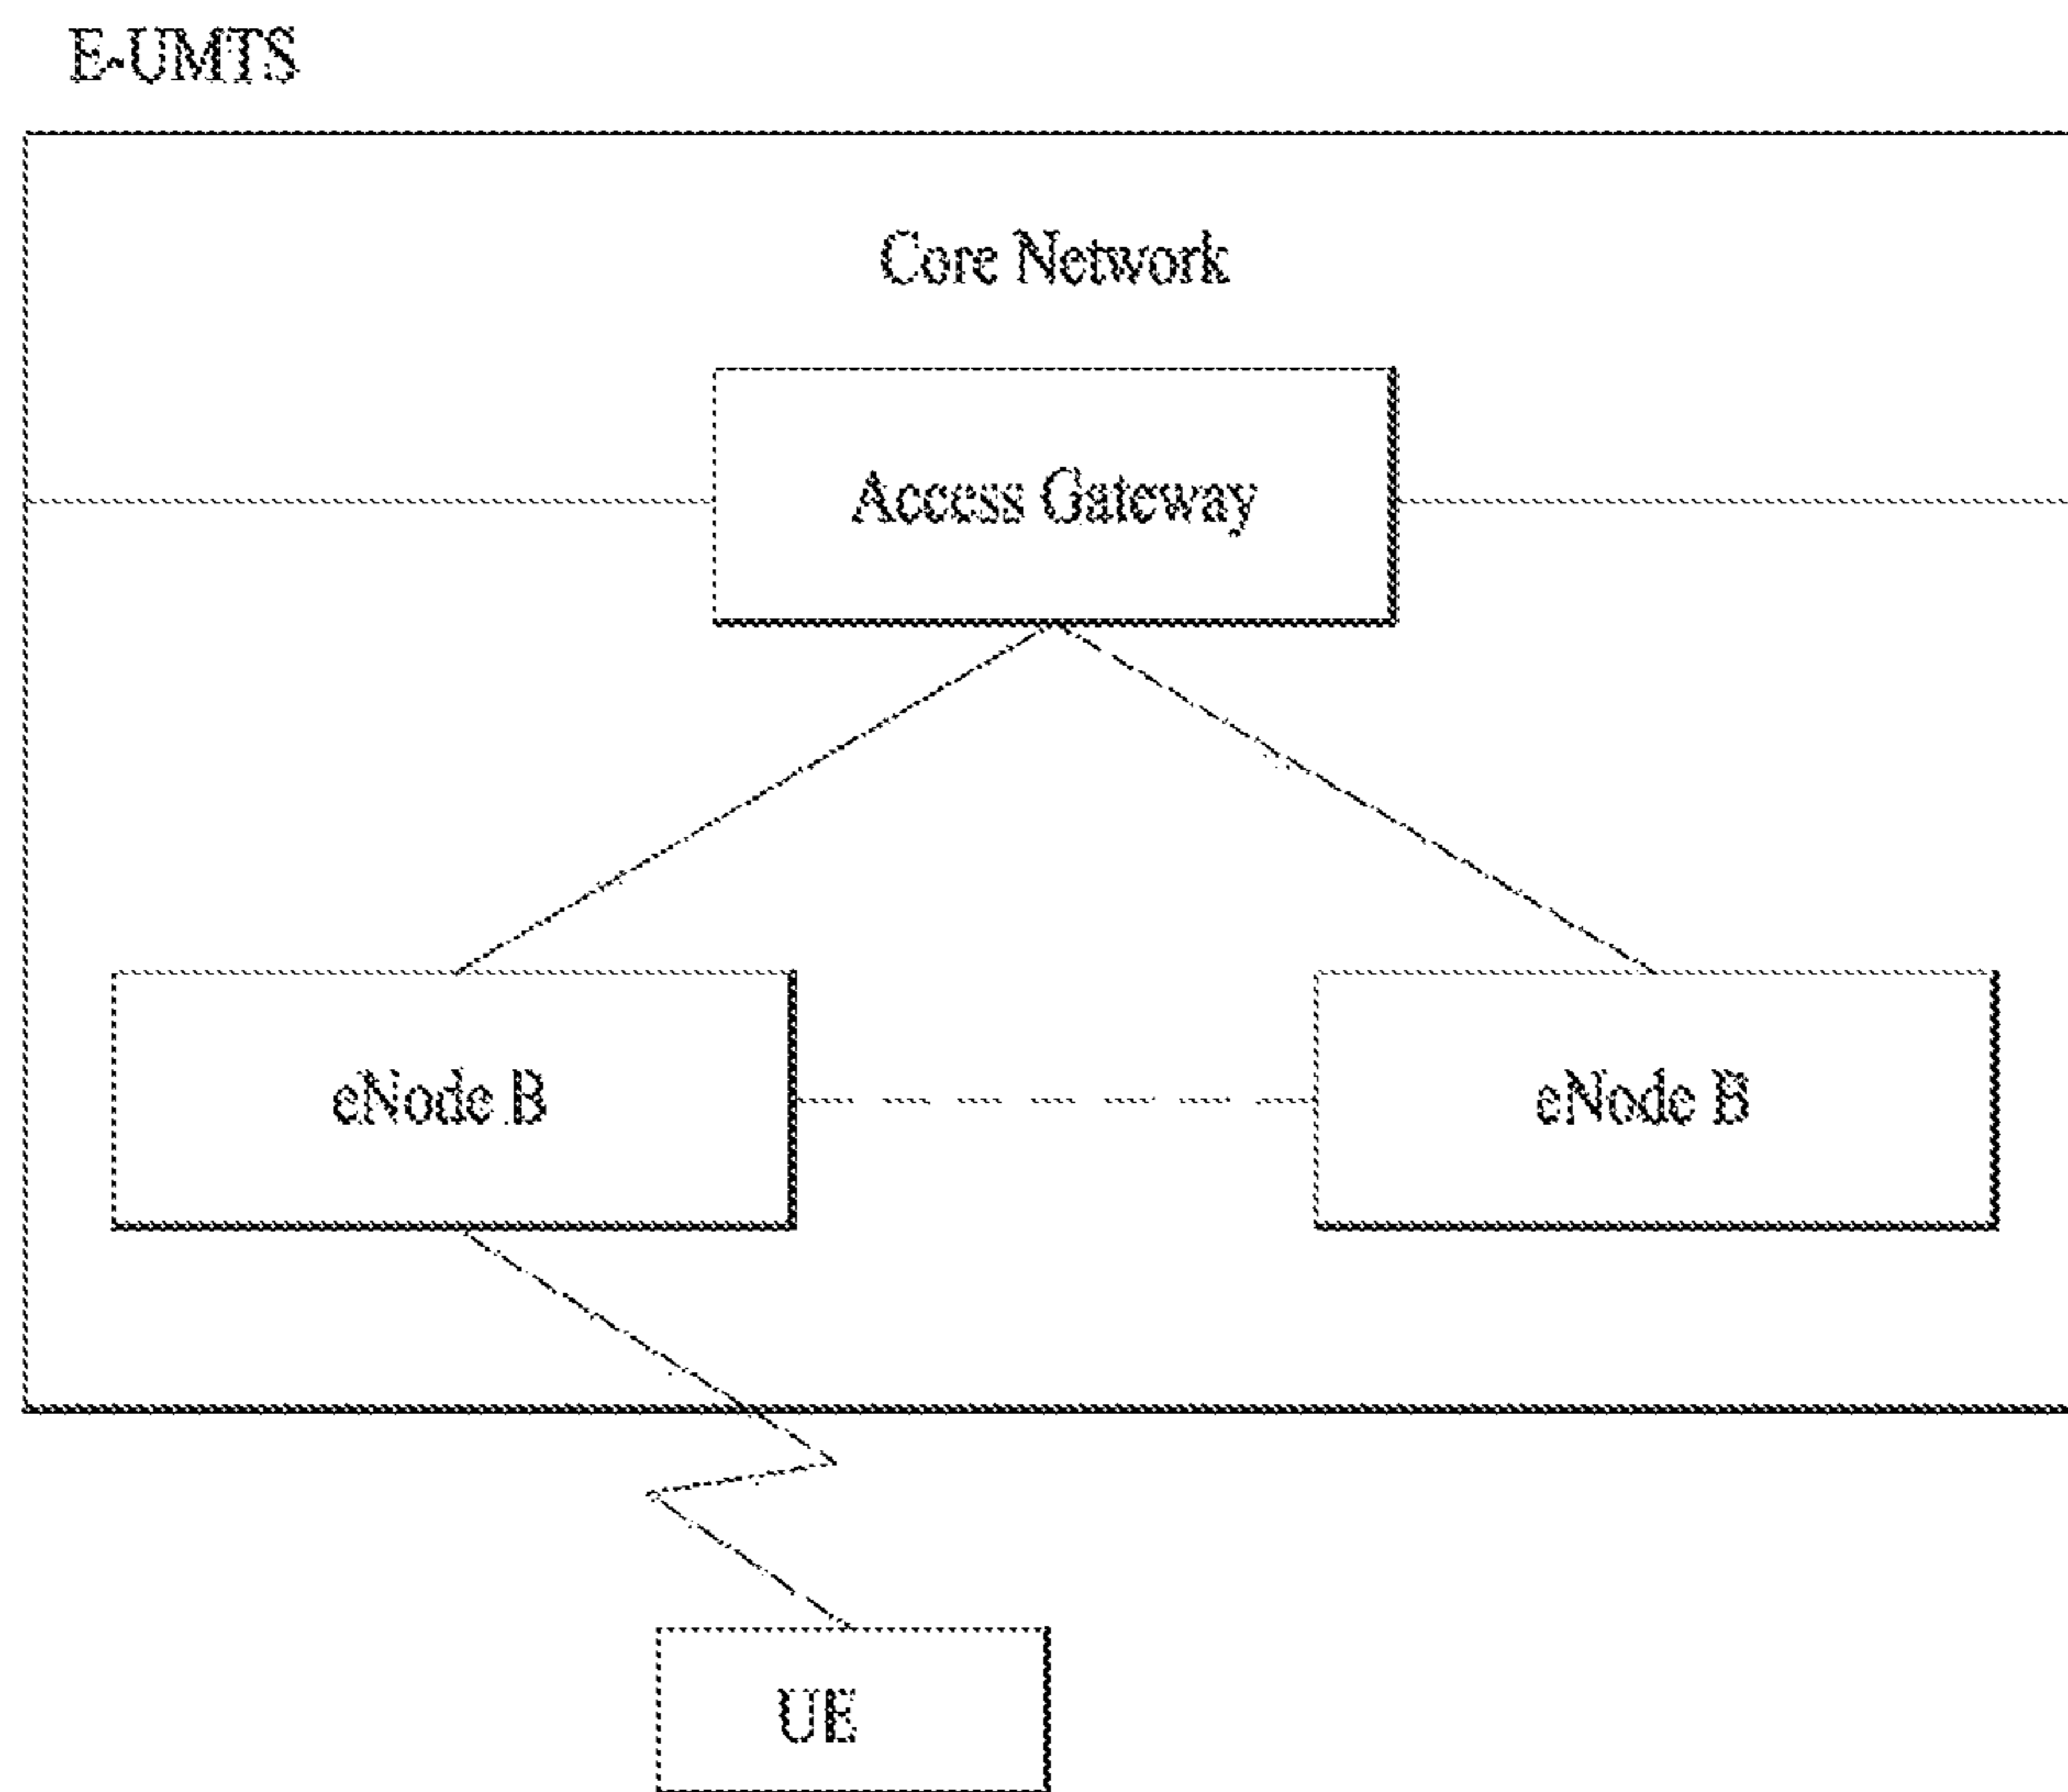 E-UMTS
Core Network
Access Gateway
eNode B
eNode B
UE